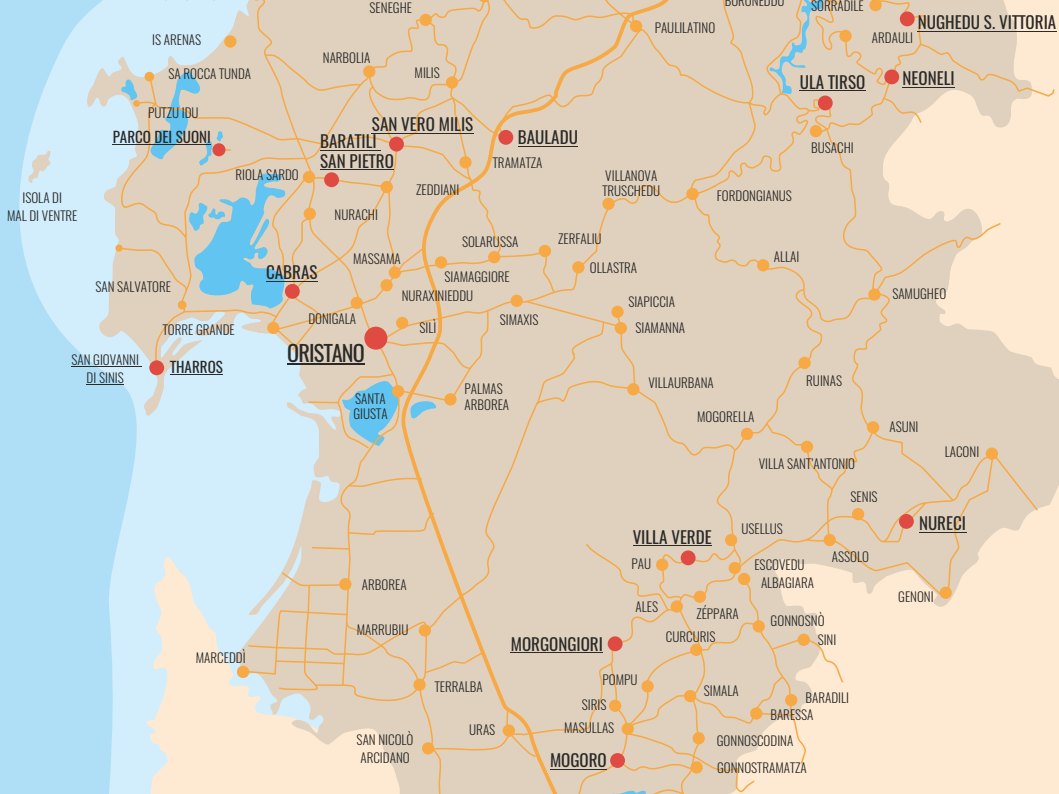 BORONEDDU
SORRADILE
SENEGHE
NUGHEDU S. VITTORIA
PAULILATINO
ARDAULI
IS ARENAS
NARBOLIA
MILIS
SA ROCCA TUNDA
ULA TIRSO
NEONELI
PUTZU IDU
SAN VERO MILIS
PARCO DEI SUONI
BARATILI
SAN PIETRO
BAULADU
BUSACHI
TRAMATZA
RIOLA SARDO
VILLANOVA
TRUSCHEDU
ZEDDIANI
FORDONGIANUS
ISOLA DI
MAL DI VENTRE
NURACHI
SOLARUSSA
ZERFALIU
MASSAMA
ALLAI
CABRAS
SIAMAGGIORE
OLLASTRA
SAN SALVATORE
NURAXINIEDDU
SAMUGHEO
SIAPICCIA
DONIGALA
SIMAXIS
TORRE GRANDE
SILÌ
SIAMANNA
ORISTANO
SAN GIOVANNI
DI SINIS
THARROS
RUINAS
VILLAURBANA
PALMAS
ARBOREA
SANTA
GIUSTA
MOGORELLA
ASUNI
LACONI
VILLA SANT'ANTONIO
SENIS
NURECI
USELLUS
VILLA VERDE
ASSOLO
PAU
ESCOVEDU
ALBAGIARA
ARBOREA
GENONI
ALES
ZÉPPARA
GONNOSNÒ
MARRUBIU
CURCURIS
SINI
MORGONGIORI
MARCEDDÌ
POMPU
TERRALBA
SIMALA
BARADILI
SIRIS
BARESSA
URAS
MASULLAS
SAN NICOLÒ
ARCIDANO
GONNOSCODINA
MOGORO
GONNOSTRAMATZA